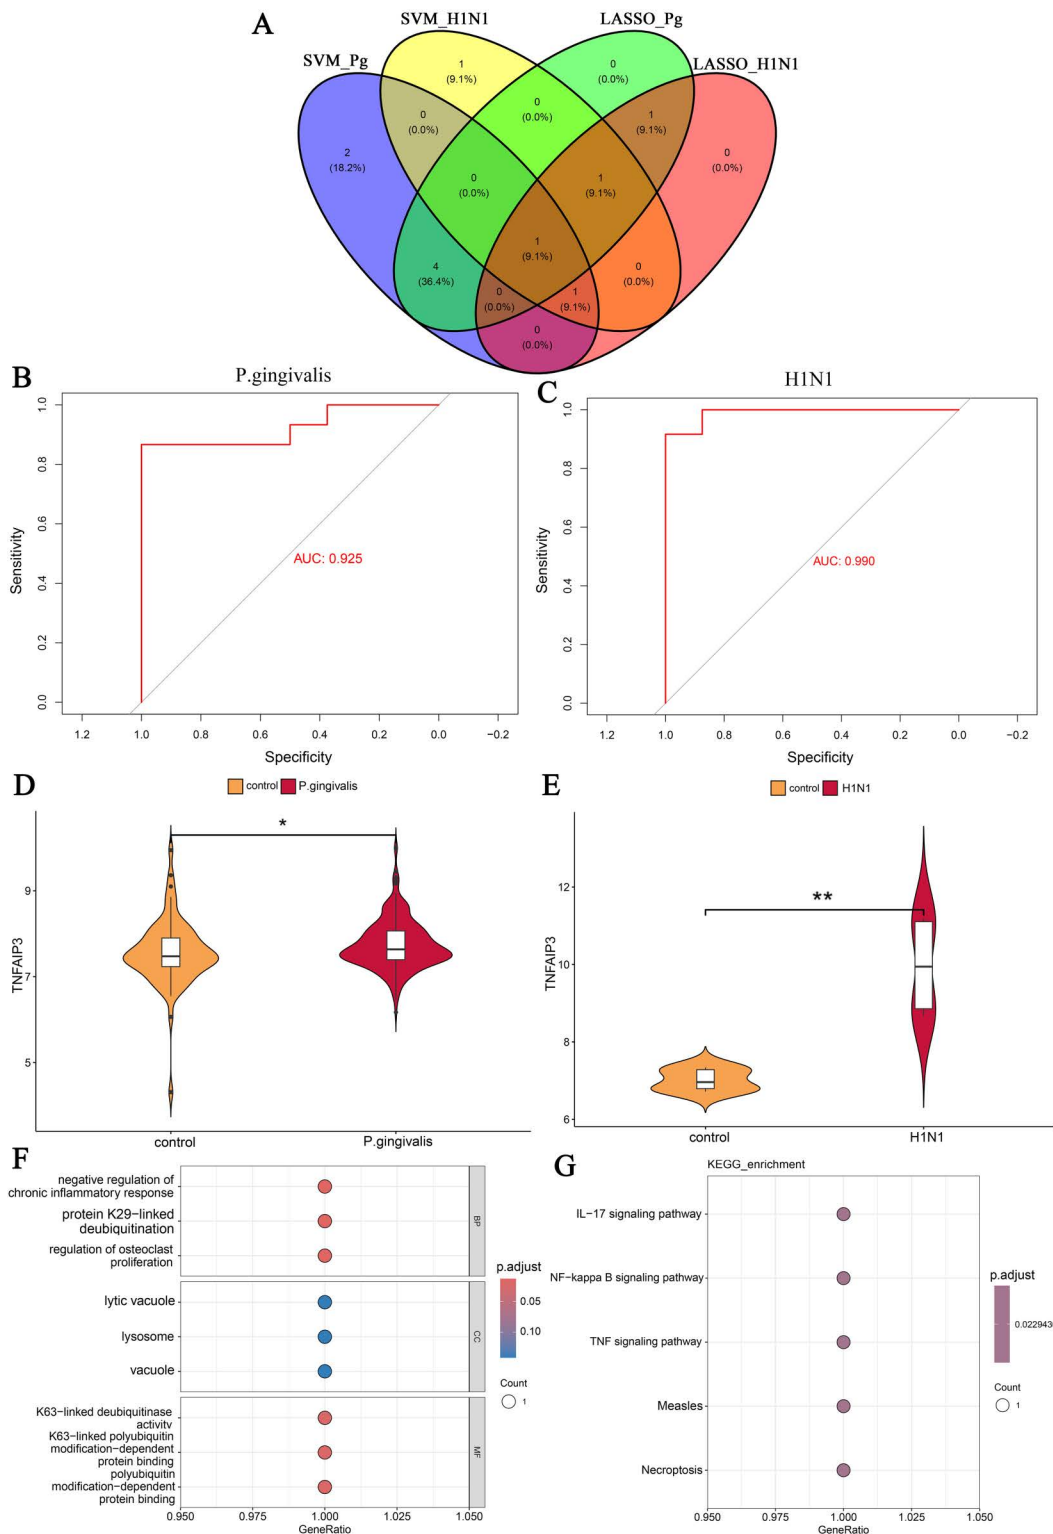 A
SVM_Pg
SVM_H1N1
LASSO_Pg
LASSO_H1N1
1
(9.1%)
0
(0.0%)
0
(0.0%)
0
(0.0%)
1
(9.1%)
2
(18.2%)
0
(0.0%)
0
(0.0%)
1
(9.1%)
1
(9.1%)
4
(36.4%)
0
(0.0%)
0
(0.0%)
1
(9.1%)
0
(0.0%)
B
P.gingivalis
Sensitivity
1.0
0.8
0.6
0.4
0.2
0.0
AUC: 0.925
1.2 1.0 0.8 0.6 0.4 0.2 0.0 −0.2
Specificity
C
H1N1
Sensitivity
1.0
0.8
0.6
0.4
0.2
0.0
AUC: 0.990
1.2 1.0 0.8 0.6 0.4 0.2 0.0 −0.2
Specificity
D
control P.gingivalis
*
TNFAIP3
9
7
5
control P.gingivalis
E
control H1N1
**
TNFAIP3
12
10
8
6
control H1N1
F
negative regulation of
chronic inflammatory response
protein K29−linked
deubiquitination
regulation of osteoclast
proliferation
BP
lytic vacuole
lysosome
vacuole
CC
K63−linked deubiquitinase
activity
K63−linked polyubiquitin
modification−dependent
protein binding
polyubiquitin
modification−dependent
protein binding
MF
0.950 0.975 1.000 1.025 1.050
GeneRatio
p.adjust
0.05
0.10
Count
1
G
KEGG_enrichment
IL−17 signaling pathway
NF−kappa B signaling pathway
TNF signaling pathway
Measles
Necroptosis
0.950 0.975 1.000 1.025 1.050
GeneRatio
p.adjust
Count
1